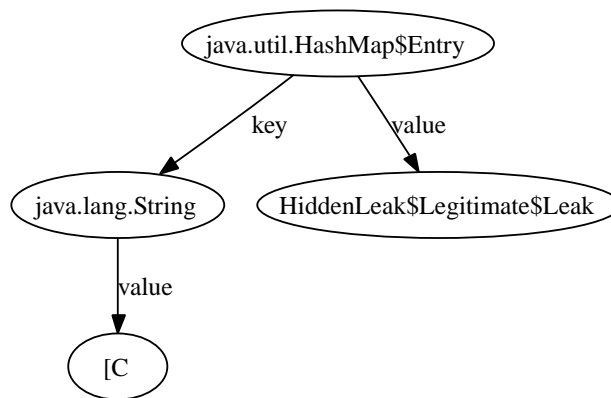 java.util.HashMap$Entry
key
value
java.lang.String
HiddenLeak$Legitimate$Leak
value
[C